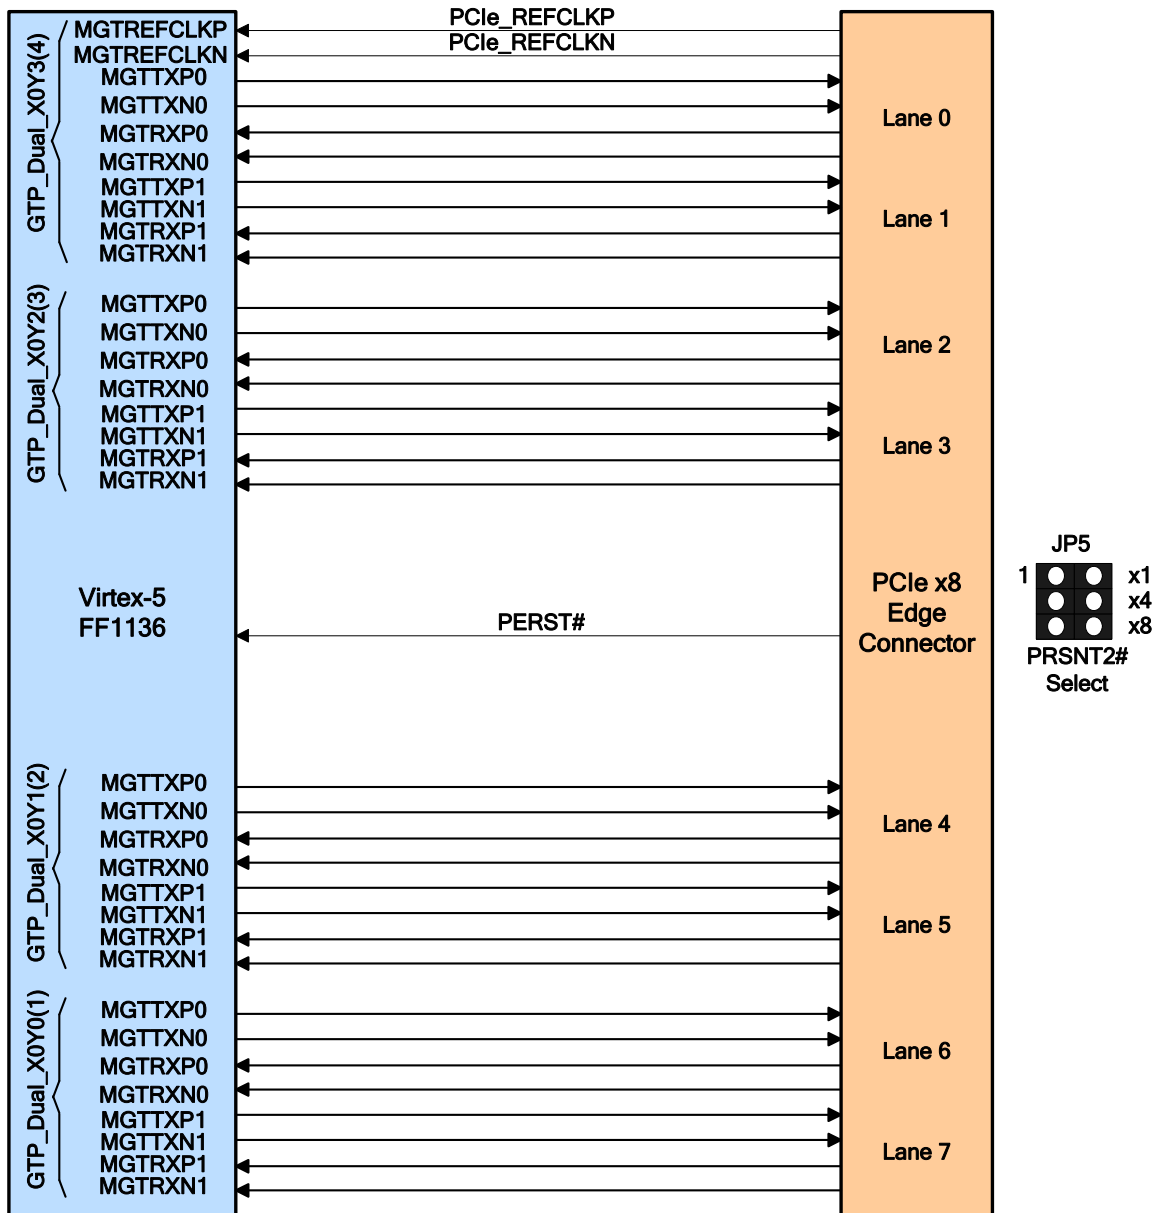 PCIe_REFCLKP
PCIe_REFCLKN
GTP_Dual_X0Y3(4)
MGTREFCLKP
MGTREFCLKN
MGTTXP0
MGTTXN0
MGTRXP0
MGTRXN0
MGTTXP1
MGTTXN1
MGTRXP1
MGTRXN1
Lane 0
Lane 1
GTP_Dual_X0Y2(3)
MGTTXP0
MGTTXN0
MGTRXP0
MGTRXN0
MGTTXP1
MGTTXN1
MGTRXP1
MGTRXN1
Lane 2
Lane 3
Virtex-5
FF1136
PERST#
PCIe x8
Edge
Connector
JP5
1 x1
x4
x8
PRSNT2#
Select
GTP_Dual_X0Y1(2)
MGTTXP0
MGTTXN0
MGTRXP0
MGTRXN0
MGTTXP1
MGTTXN1
MGTRXP1
MGTRXN1
Lane 4
Lane 5
GTP_Dual_X0Y0(1)
MGTTXP0
MGTTXN0
MGTRXP0
MGTRXN0
MGTTXP1
MGTTXN1
MGTRXP1
MGTRXN1
Lane 6
Lane 7